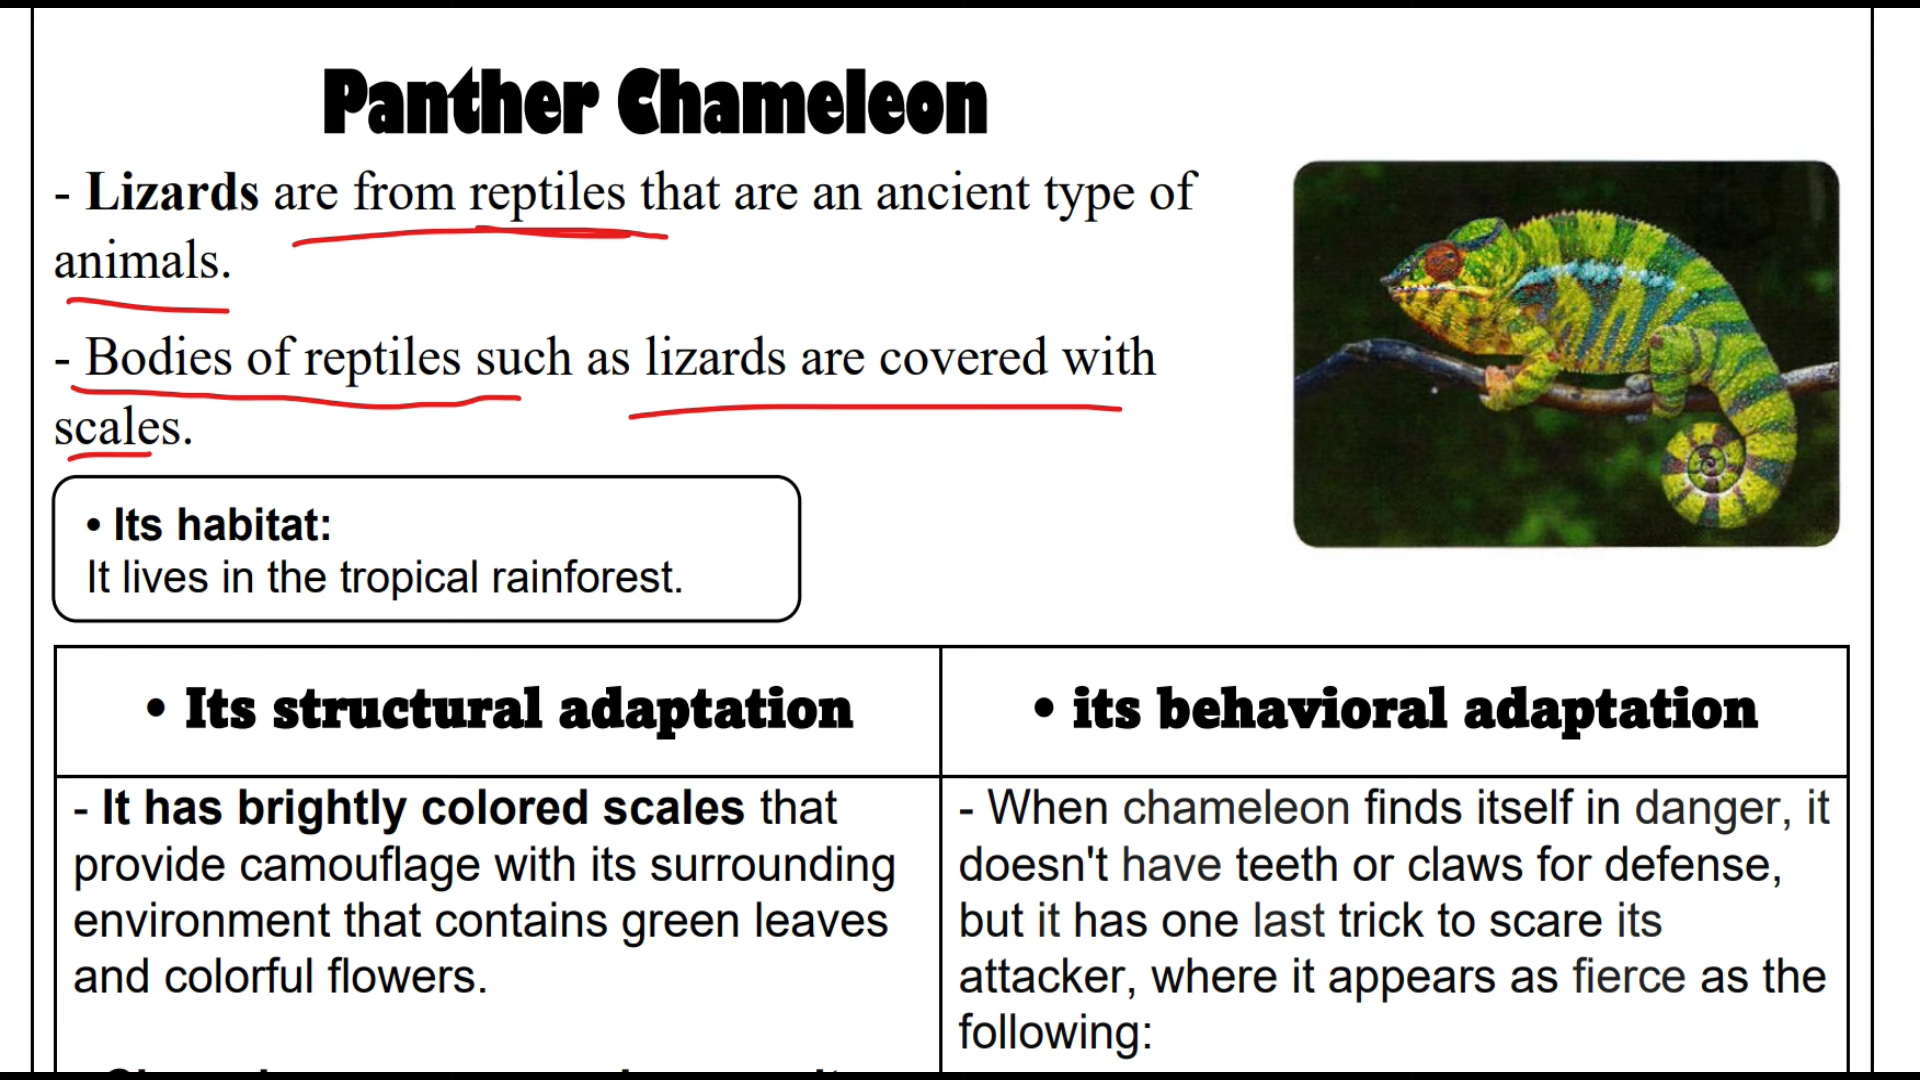 Panther Chameleon
- Lizards are from reptiles that are an ancient type of
animals.
- Bodies of reptiles such as lizards are covered with
scales.
• Its habitat:
It lives in the tropical rainforest.
• Its structural adaptation
- It has brightly colored scales that
provide camouflage with its surrounding
environment that contains green leaves
and colorful flowers.
• its behavioral adaptation
- When chameleon finds itself in danger, it
doesn't have teeth or claws for defense,
but it has one last trick to scare its
attacker, where it appears as fierce as the
following: